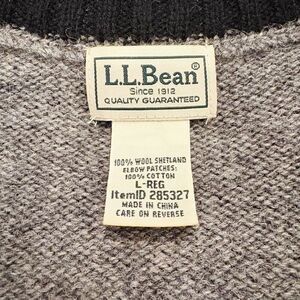 L.L.Bean®
Since 1912
QUALITY GUARANTEED
100% WOOL SHETLAND
ELBOW PATCHES:
100% COTTON
L-REG
ItemID 285327
MADE IN CHINA
CARE ON REVERSE